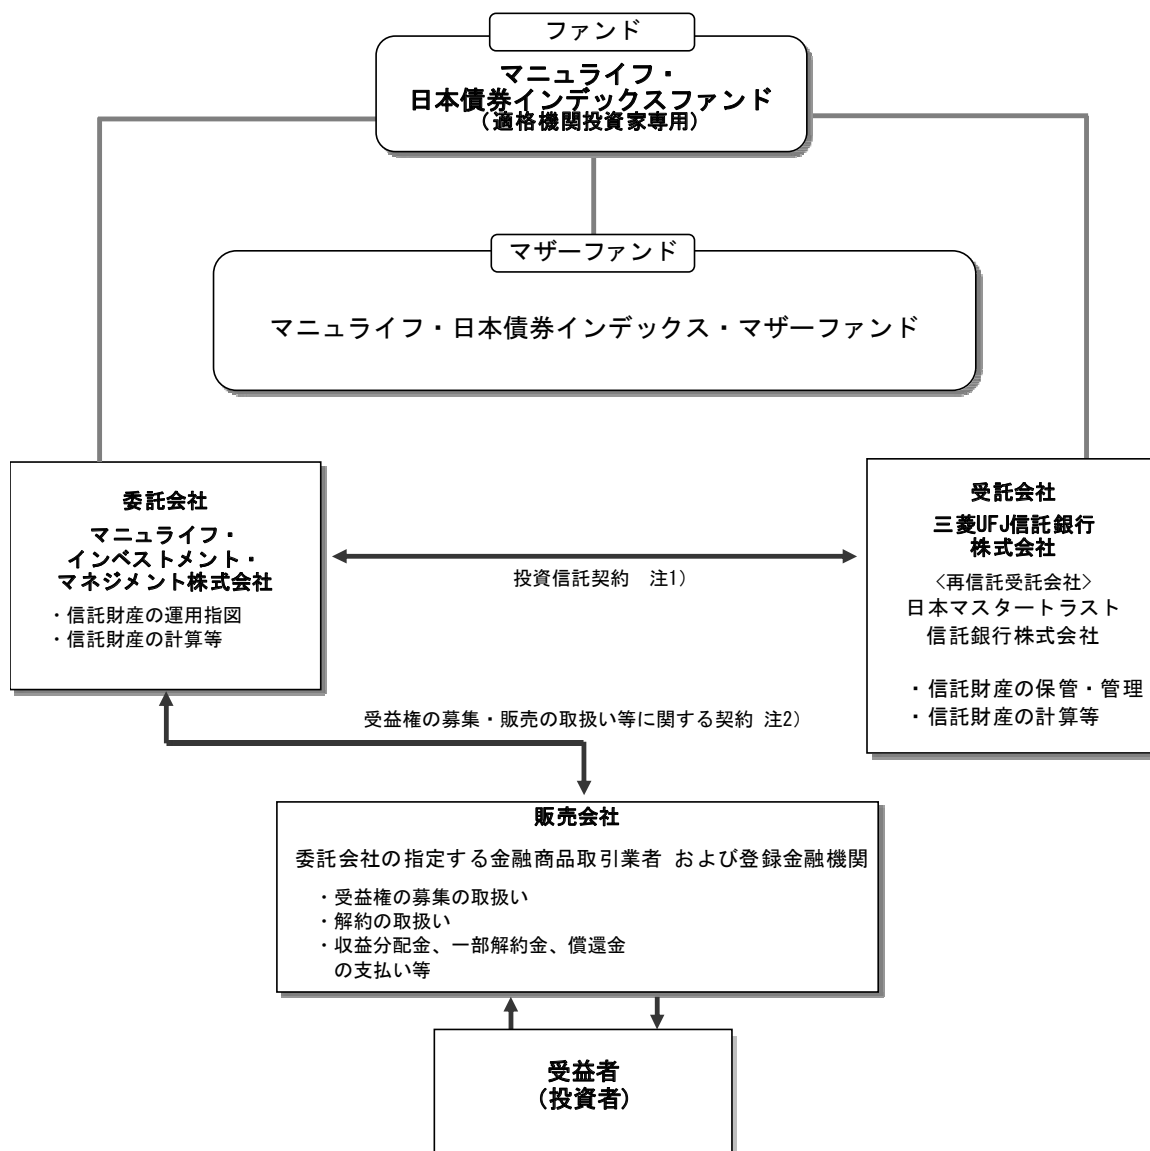 ファンド
マニュライフ・
日本債券インデックスファンド
（適格機関投資家専用）
マザーファンド
マニュライフ・日本債券インデックス・マザーファンド
委託会社
マニュライフ・
インベストメント・
マネジメント株式会社
・信託財産の運用指図
・信託財産の計算等
投資信託契約　注1）
受託会社
三菱UFJ信託銀行
株式会社
＜再信託受託会社＞
日本マスタートラスト
信託銀行株式会社
・信託財産の保管・管理
・信託財産の計算等
受益権の募集・販売の取扱い等に関する契約 注2）
販売会社
委託会社の指定する金融商品取引業者 および登録金融機関
・受益権の募集の取扱い
・解約の取扱い
・収益分配金、一部解約金、償還金
の支払い等
受益者
（投資者）